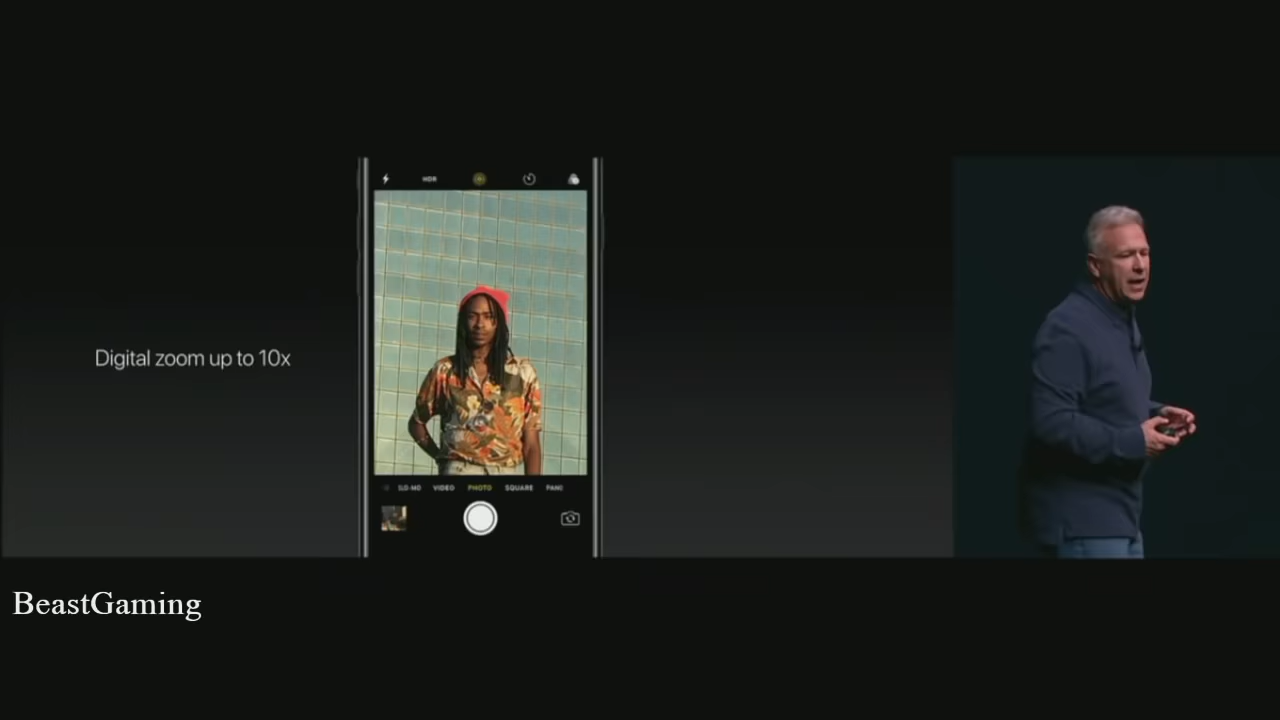 HDR
Digital zoom up to 10x
SLO-MO VIDEO PHOTO SQUARE PANO
BeastGaming